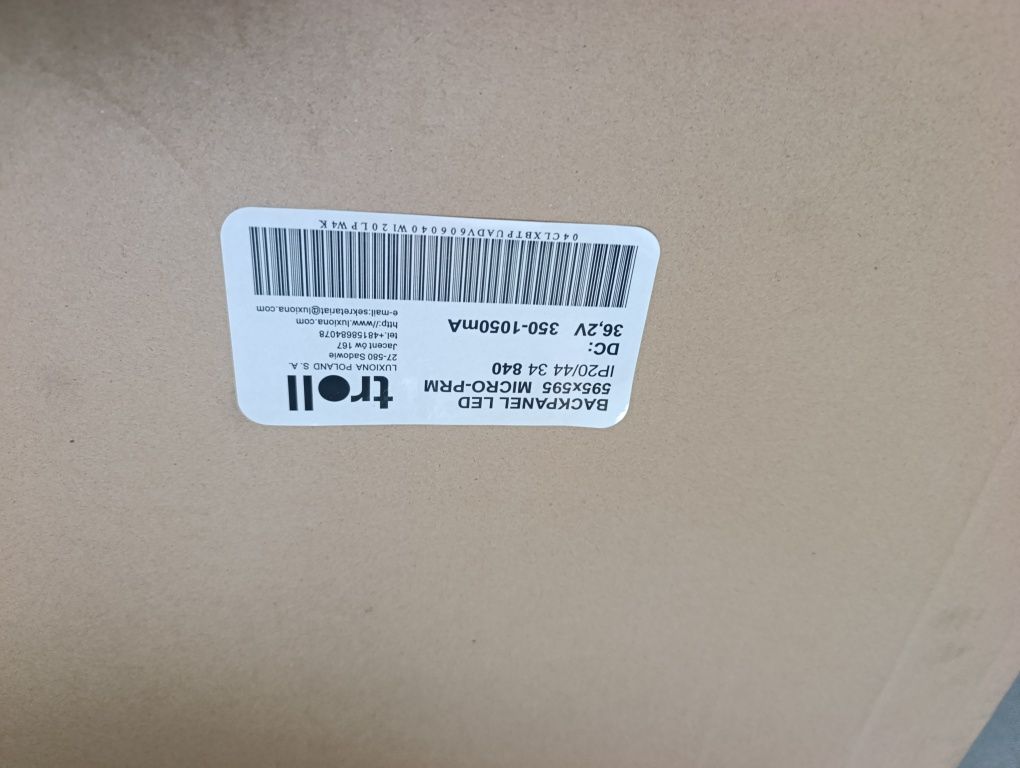 BACKPANEL LED
595x595 MICRO-PRM
IP20/44 34 840
DC:
36,2V 350-1050mA
troll
LUXIONA POLAND S. A.
27-580 Sadowie
Jacent ów 167
tel.+48158684078
http://www.luxiona.com
e-mail:sekretariat@luxiona.com
04CLXBTPUADV606040W120LPW4K